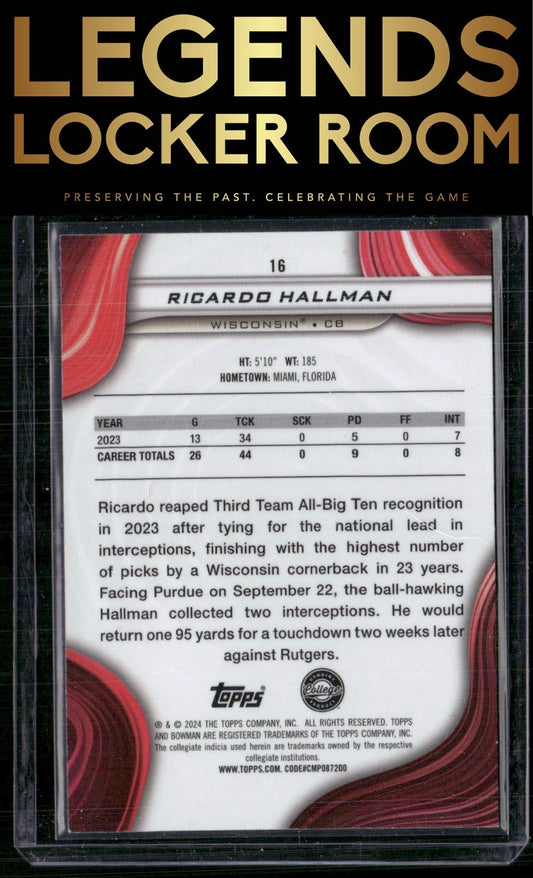 LEGENDS
LOCKER ROOM
PRESERVING THE PAST. CELEBRATING THE GAME
16
RICARDO HALLMAN
WISCONSIN® • CB
HT: 5'10" WT: 185
HOMETOWN: MIAMI, FLORIDA
YEAR G TCK SCK PD FF INT
2023 13 34 0 5 0 7
CAREER TOTALS 26 44 0 9 0 8
Ricardo reaped Third Team All-Big Ten recognition
in 2023 after tying for the national lead in
interceptions, finishing with the highest number
of picks by a Wisconsin cornerback in 23 years.
Facing Purdue on September 22, the ball-hawking
Hallman collected two interceptions. He would
return one 95 yards for a touchdown two weeks later
against Rutgers.
TOPPS®
GENUINE
College
PRODUCT
® & © 2024 THE TOPPS COMPANY, INC. ALL RIGHTS RESERVED. TOPPS
AND BOWMAN ARE REGISTERED TRADEMARKS OF THE TOPPS COMPANY, INC.
The collegiate indicia used herein are trademarks owned by the respective
collegiate institutions.
WWW.TOPPS.COM. CODE#CMP087200